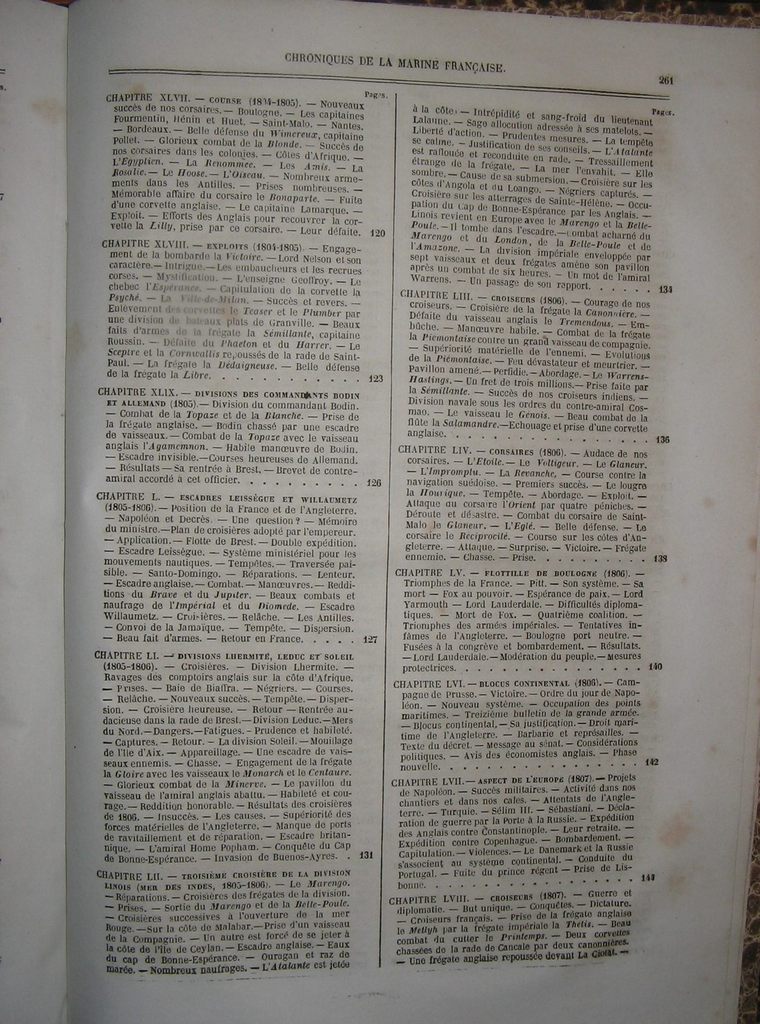 CHRONIQUES DE LA MARINE FRANÇAISE.
261
Pages.
CHAPITRE XLVII. — COURSE (1804-1805). — Nouveaux
succès de nos corsaires. — Boulogne. — Les capitaines
Fourmentin, Hénin et Huet. — Saint-Malo. — Nantes.
— Bordeaux. — Belle défense du Wimereux, capitaine
Pollet. — Glorieux combat de la Blonde. — Succès de
nos corsaires dans les colonies. — Côtes d'Afrique. —
L'Egyptien. — La Renommée. — Les Amis. — La
Rosalie. — Le Hoose. — L'Oiseau. — Nombreux arme-
ments dans les Antilles. — Prises nombreuses. —
Mémorable affaire du corsaire le Bonaparte. — Fuite
d'une corvette anglaise. — Le capitaine Lamarque. —
Exploit. — Efforts des Anglais pour recouvrer la cor-
vette la Lilly, prise par ce corsaire. — Leur défaite. 120
CHAPITRE XLVIII. — EXPLOITS (1804-1805). — Engage-
ment de la bombarde la Victoire. — Lord Nelson et son
caractère. — Intrigue. — Les embaucheurs et les recrues
corses. — Mystification. — L'enseigne Geoffroy. — Le
chebec l'Espérance. — Capitulation de la corvette la
Psyché. — La Ville-de-Milan. — Succès et revers. —
Enlèvement des corvettes le Teaser et le Plumber par
une division de bateaux plats de Granville. — Beaux
faits d'armes de la frégate la Sémillante, capitaine
Roussin. — Défaite du Phaeton et du Harrer. — Le
Sceptre et la Cornwallis repoussés de la rade de Saint-
Paul. — La frégate la Dédaigneuse. — Belle défense
de la frégate la Libre. . . . . . . . . . . . 123
CHAPITRE XLIX. — DIVISIONS DES COMMANDANTS BODIN
ET ALLEMAND (1805). — Division du commandant Bodin.
— Combat de la Topaze et de la Blanche. — Prise de
la frégate anglaise. — Bodin chassé par une escadre
de vaisseaux. — Combat de la Topaze avec le vaisseau
anglais l'Agamemnon. — Habile manœuvre de Bodin.
— Escadre invisible. — Courses heureuses de Allemand.
— Résultats — Sa rentrée à Brest. — Brevet de contre-
amiral accordé à cet officier. . . . . . . . . . 126
CHAPITRE L. — ESCADRES LEISSÈGUE ET WILLAUMETZ
(1805-1806). — Position de la France et de l'Angleterre.
— Napoléon et Decrès. — Une question ? — Mémoire
du ministre. — Plan de croisières adopté par l'empereur.
— Application. — Flotte de Brest. — Double expédition.
— Escadre Leissègue. — Système ministériel pour les
mouvements nautiques. — Tempêtes. — Traversée pai-
sible. — Santo-Domingo. — Réparations. — Lenteur.
— Escadre anglaise. — Combat. — Manœuvres. — Reddi-
tions du Brave et du Jupiter. — Beaux combats et
naufrage de l'Impérial et du Diomède. — Escadre
Willaumetz. — Croisières. — Relâche. — Les Antilles.
— Convoi de la Jamaïque. — Tempête. — Dispersion.
— Beau fait d'armes. — Retour en France. . . . . 127
CHAPITRE LI. — DIVISIONS LHERMITE, LEDUC ET SOLEIL
(1805-1806). — Croisières. — Division Lhermite. —
Ravages des comptoirs anglais sur la côte d'Afrique.
— Prises. — Baie de Biaffra. — Négriers. — Courses.
— Relâche. — Nouveaux succès. — Tempête. — Disper-
sion. — Croisière heureuse. — Retour — Rentrée au-
dacieuse dans la rade de Brest. — Division Leduc. — Mers
du Nord. — Dangers. — Fatigues. - Prudence et habileté.
— Captures. — Retour. — La division Soleil. — Mouillage
de l'île d'Aix. — Appareillage. — Une escadre de vais-
seaux ennemis. — Chasse. — Engagement de la frégate
la Gloire avec les vaisseaux le Monarch et le Centaure.
— Glorieux combat de la Minerve. — Le pavillon du
vaisseau de l'amiral anglais abattu. — Habileté et cou-
rage. — Reddition honorable. — Résultats des croisières
de 1806. — Insuccès. — Les causes. — Supériorité des
forces matérielles de l'Angleterre. — Manque de ports
de ravitaillement et de réparation. — Escadre britan-
nique. — L'amiral Home Popham. — Conquête du Cap
de Bonne-Espérance. — Invasion de Buenos-Ayres. . 131
CHAPITRE LII. — TROISIÈME CROISIÈRE DE LA DIVISION
LINOIS (MER DES INDES, 1805-1806). — Le Marengo.
— Réparations. — Croisières des frégates de la division.
— Prises. — Sortie du Marengo et de la Belle-Poule.
— Croisières successives à l'ouverture de la mer
Rouge. — Sur la côte de Malabar. — Prise d'un vaisseau
de la Compagnie. — Un autre est forcé de se jeter à
la côte de l'île de Ceylan. — Escadre anglaise. — Eaux
du cap de Bonne-Espérance. — Ouragan et raz de
marée. — Nombreux naufrages. — L'Atalante est jetée
Pages.
à la côte. — Intrépidité et sang-froid du lieutenant
Lalaune. — Sage allocution adressée à ses matelots. —
Liberté d'action. — Prudentes mesures. — La tempête
se calme. — Justification de ses conseils. — L'Atalante
est raflouée et reconduite en rade. — Tressaillement
étrange de la frégate. — La mer l'envahit. — Elle
sombre. — Cause de sa submersion. — Croisière sur les
côtes d'Angola et du Loango. — Négriers capturés. —
Croisière sur les atterrages de Sainte-Hélène. — Occu-
pation du Cap de Bonne-Espérance par les Anglais. —
Linois revient en Europe avec le Marengo et la Belle-
Poule. — Il tombe dans l'escadre. — Combat acharné du
Marengo et du London, de la Belle-Poule et de
l'Amazone. — La division impériale enveloppée par
sept vaisseaux et deux frégates amène son pavillon
après un combat de six heures. — Un mot de l'amiral
Warrens. — Un passage de son rapport. . . . . . 134
CHAPITRE LIII. — CROISEURS (1806). — Courage de nos
croiseurs. — Croisière de la frégate la Canonnière. —
Défaite du vaisseau anglais le Tremendous. — Em-
bûche. — Manœuvre habile. — Combat de la frégate
la Piémontaise contre un grand vaisseau de compagnie.
— Supériorité matérielle de l'ennemi. — Evolutions
de la Piémontaise. — Feu dévastateur et meurtrier. —
Pavillon amené. — Perfidie. — Abordage. — Le Warrens-
Hastings. — Un fret de trois millions. — Prise faite par
la Sémillante. — Succès de nos croiseurs indiens. —
Division navale sous les ordres du contre-amiral Cos-
mao. — Le vaisseau le Génois. — Beau combat de la
flûte la Salamandre. — Echouage et prise d'une corvette
anglaise. . . . . . . . . . . . . . 136
CHAPITRE LIV. — CORSAIRES (1806). — Audace de nos
corsaires. — L'Etoile. — Le Voltigeur. — Le Glaneur.
— L'Impromptu. — La Revanche, — Course contre la
navigation suédoise. — Premiers succès. — Le lougre
la Hourique. — Tempête. — Abordage. — Exploit. —
Attaque du corsaire l'Orient par quatre péniches. —
Déroute et désastre. — Combat du corsaire de Saint-
Malo le Glaneur. — L'Eglé. — Belle défense. — Le
corsaire le Réciprocité. — Course sur les côtes d'An-
gleterre. — Attaque. — Surprise. — Victoire. — Frégate
ennemie. — Chasse. — Prise. . . . . . . . . 138
CHAPITRE LV. — FLOTTILLE DE BOULOGNE (1806). —
Triomphes de la France. — Pitt. — Son système. — Sa
mort — Fox au pouvoir. — Espérance de paix. — Lord
Yarmouth — Lord Lauderdale. — Difficultés diploma-
tiques. — Mort de Fox. — Quatrième coalition. —
Triomphes des armées impériales. — Tentatives in-
fâmes de l'Angleterre. — Boulogne port neutre. —
Fusées à la congrève et bombardement. — Résultats.
— Lord Lauderdale. — Modération du peuple. — Mesures
protectrices. . . . . . . . . . . . . . 140
CHAPITRE LVI. — BLOCUS CONTINENTAL (1806). — Cam-
pagne de Prusse. — Victoire. — Ordre du jour de Napo-
léon. — Nouveau système. — Occupation des points
maritimes. — Treizième bulletin de la grande armée.
— Blocus continental. — Sa justification. — Droit mari-
time de l'Angleterre. — Barbarie et représailles. —
Texte du décret. — Message au sénat. — Considérations
politiques. — Avis des économistes anglais. — Phase
nouvelle. . . . . . . . . . . . . . . 142
CHAPITRE LVII. — ASPECT DE L'EUROPE (1807). — Projets
de Napoléon. — Succès militaires. — Activité dans nos
chantiers et dans nos cales. — Attentats de l'Angle-
terre. — Turquie. — Sélim III. — Sébastiani. — Décla-
ration de guerre par la Porte à la Russie. — Expédition
des Anglais contre Constantinople. — Leur retraite. —
Expédition contre Copenhague. — Bombardement. —
Capitulation. — Violences. — Le Danemark et la Russie
s'associent au système continental. — Conduite du
Portugal. — Fuite du prince régent — Prise de Lis-
bonne. . . . . . . . . . . . . . . .
CHAPITRE LVIII. — CROISEURS (1807). — Guerre et
diplomatie. — But unique. — Conquêtes. — Dictature.
— Croiseurs français. — Prise de la frégate anglaise
le Mellyh par la frégate impériale la Thétis. — Beau
combat du cutter le Printemps. — Deux corvettes
chassées de la rade de Cancale par deux canonnières.
— Une frégate anglaise repoussée devant La Ciotat. —